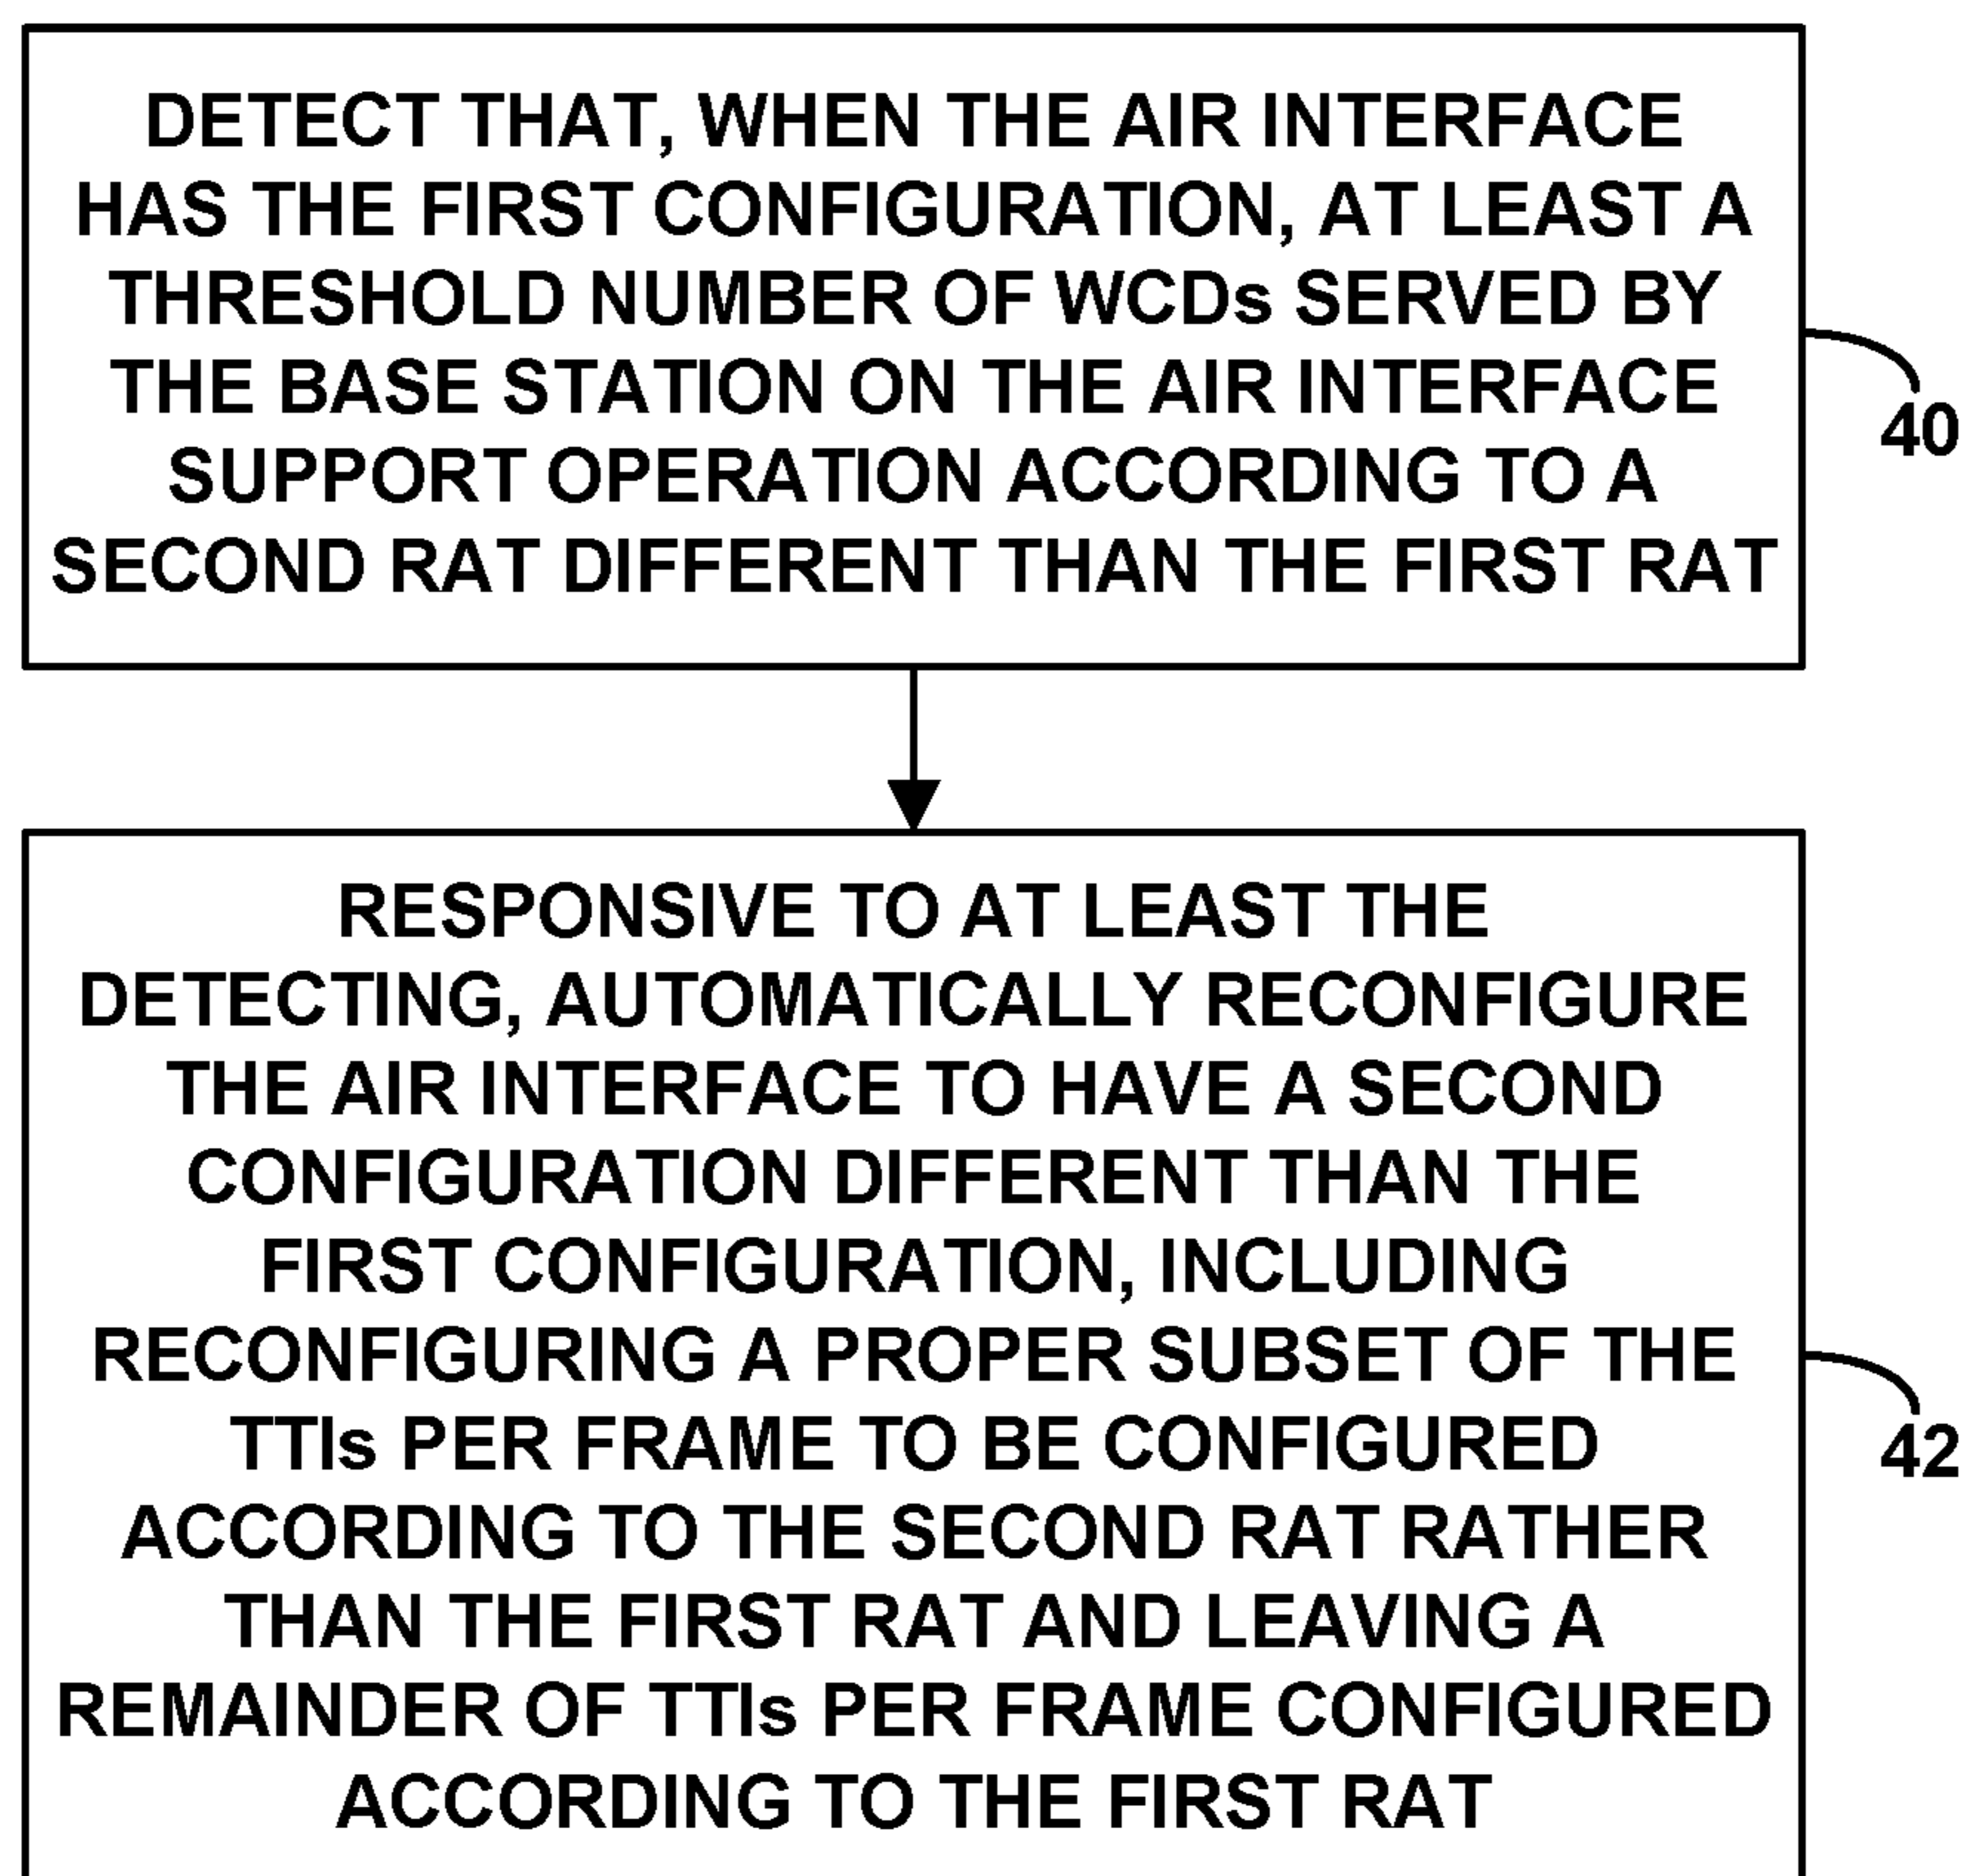 DETECT THAT, WHEN THE AIR INTERFACE
HAS THE FIRST CONFIGURATION, AT LEAST A
THRESHOLD NUMBER OF WCDs SERVED BY
THE BASE STATION ON THE AIR INTERFACE
SUPPORT OPERATION ACCORDING TO A
SECOND RAT DIFFERENT THAN THE FIRST RAT
40
RESPONSIVE TO AT LEAST THE
DETECTING, AUTOMATICALLY RECONFIGURE
THE AIR INTERFACE TO HAVE A SECOND
CONFIGURATION DIFFERENT THAN THE
FIRST CONFIGURATION, INCLUDING
RECONFIGURING A PROPER SUBSET OF THE
TTIs PER FRAME TO BE CONFIGURED
ACCORDING TO THE SECOND RAT RATHER
THAN THE FIRST RAT AND LEAVING A
REMAINDER OF TTIs PER FRAME CONFIGURED
ACCORDING TO THE FIRST RAT
42